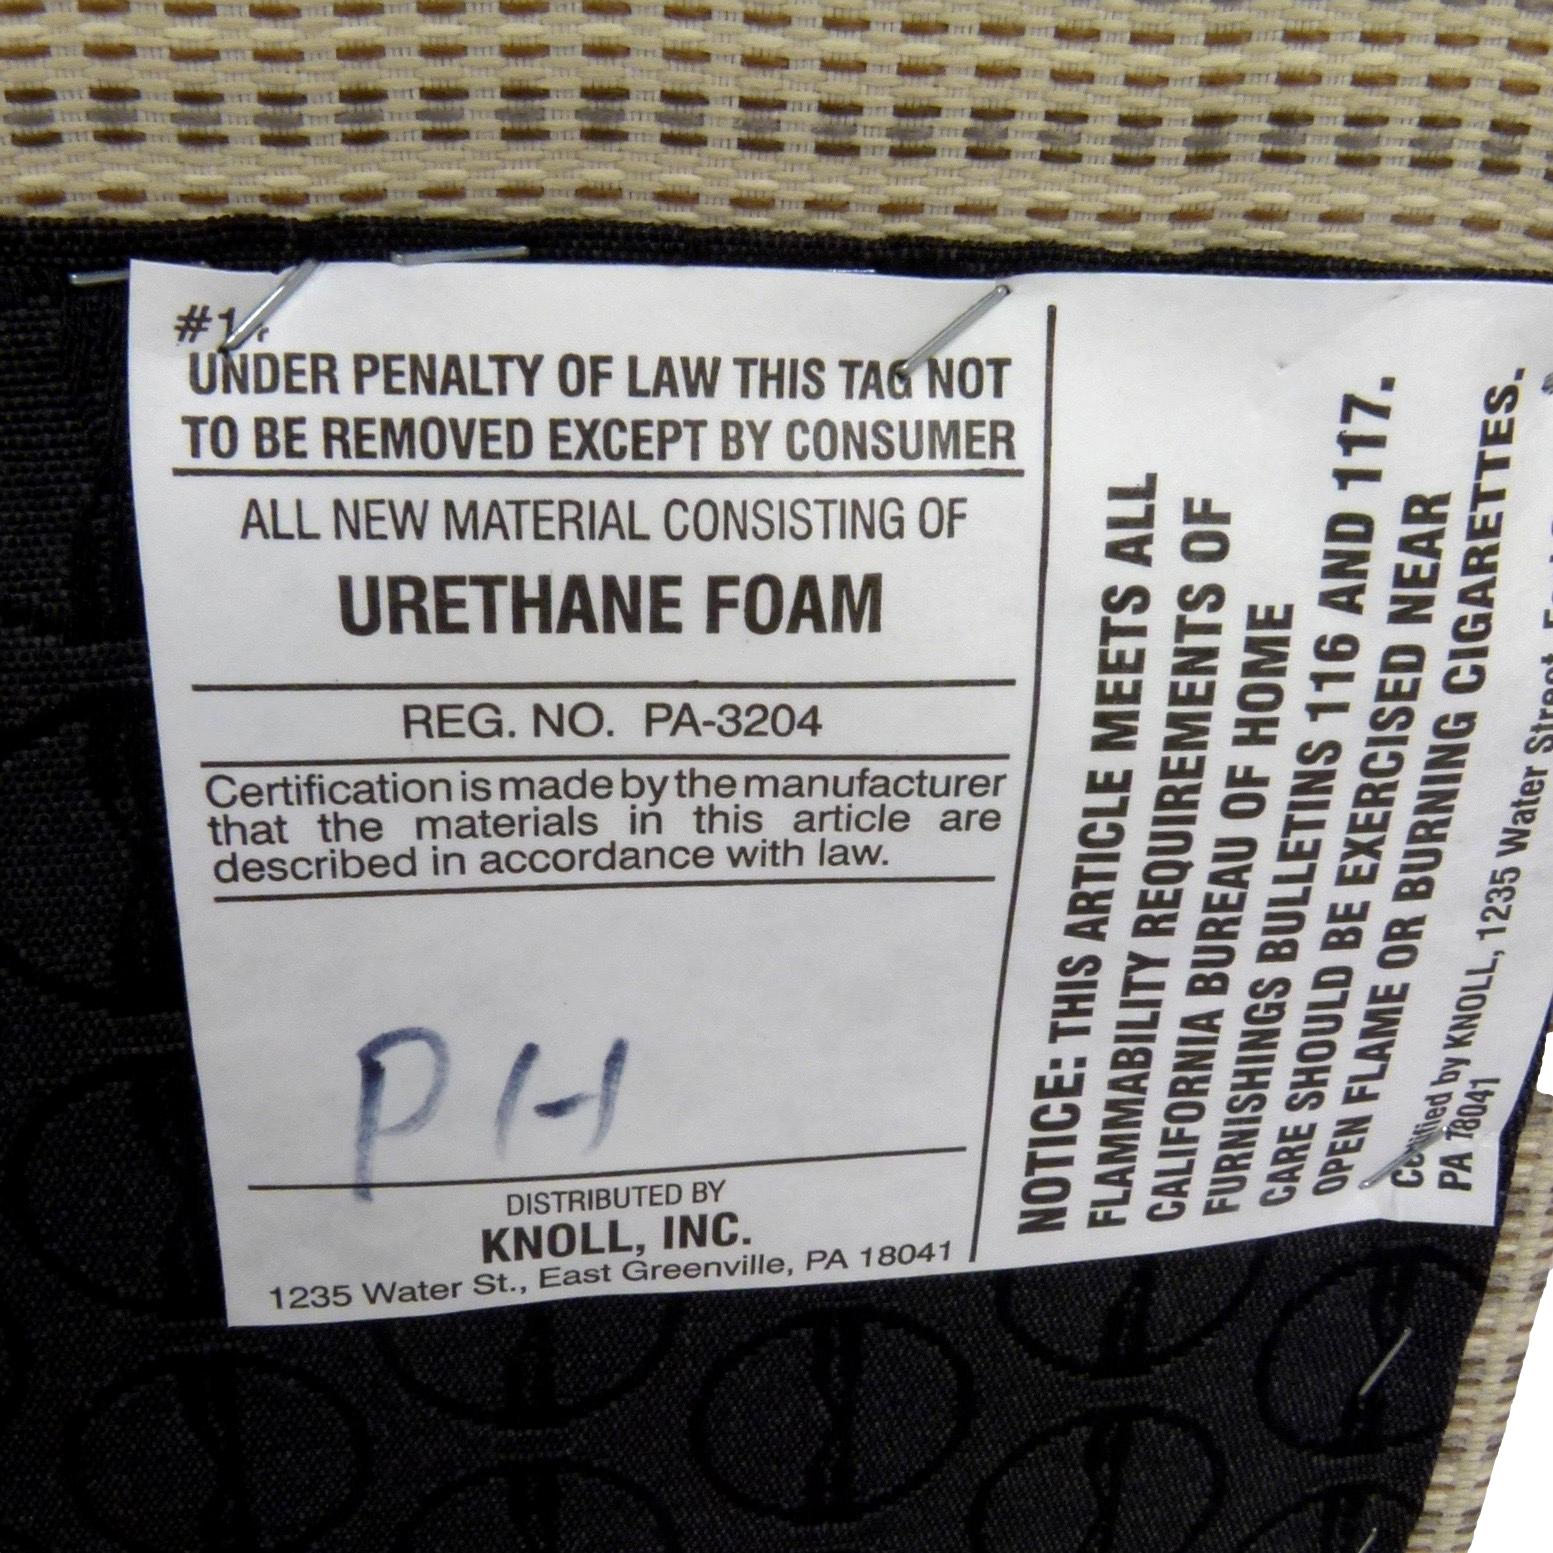 UNDER PENALTY OF LAW THIS TAG NOT
TO BE REMOVED EXCEPT BY CONSUMER
ALL NEW MATERIAL CONSISTING OF
URETHANE FOAM
REG. NO. PA-3204
Certification is made by the manufacturer
that the materials in this article are
described in accordance with law.
PH
DISTRIBUTED BY
KNOLL, INC.
1235 Water St., East Greenville, PA 18041
NOTICE: THIS ARTICLE MEETS ALL
FLAMMABILITY REQUIREMENTS OF
CALIFORNIA BUREAU OF HOME
FURNISHINGS BULLETINS 116 AND 117.
CARE SHOULD BE EXERCISED NEAR
OPEN FLAME OR BURNING CIGARETTES.
Certified by KNOLL, 1235 Water Street,
PA 18041